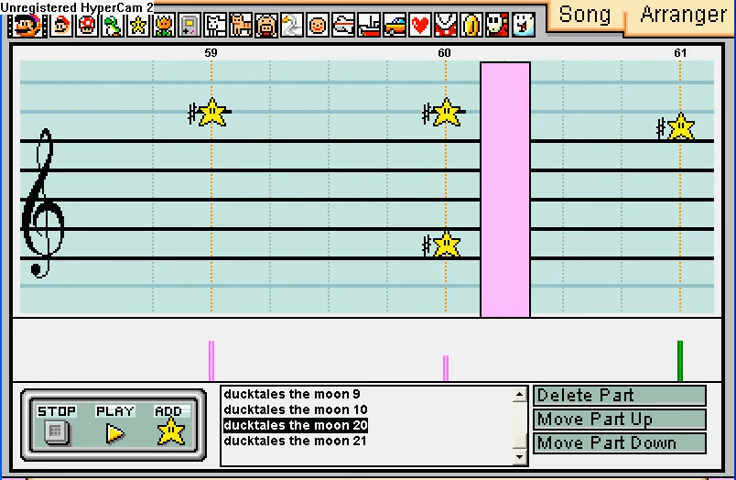 Unregistered HyperCam 2
Song
Arranger
59
60
61
STOP
PLAY
ADD
ducktales the moon 9
ducktales the moon 10
ducktales the moon 20
ducktales the moon 21
Delete Part
Move Part Up
Move Part Down